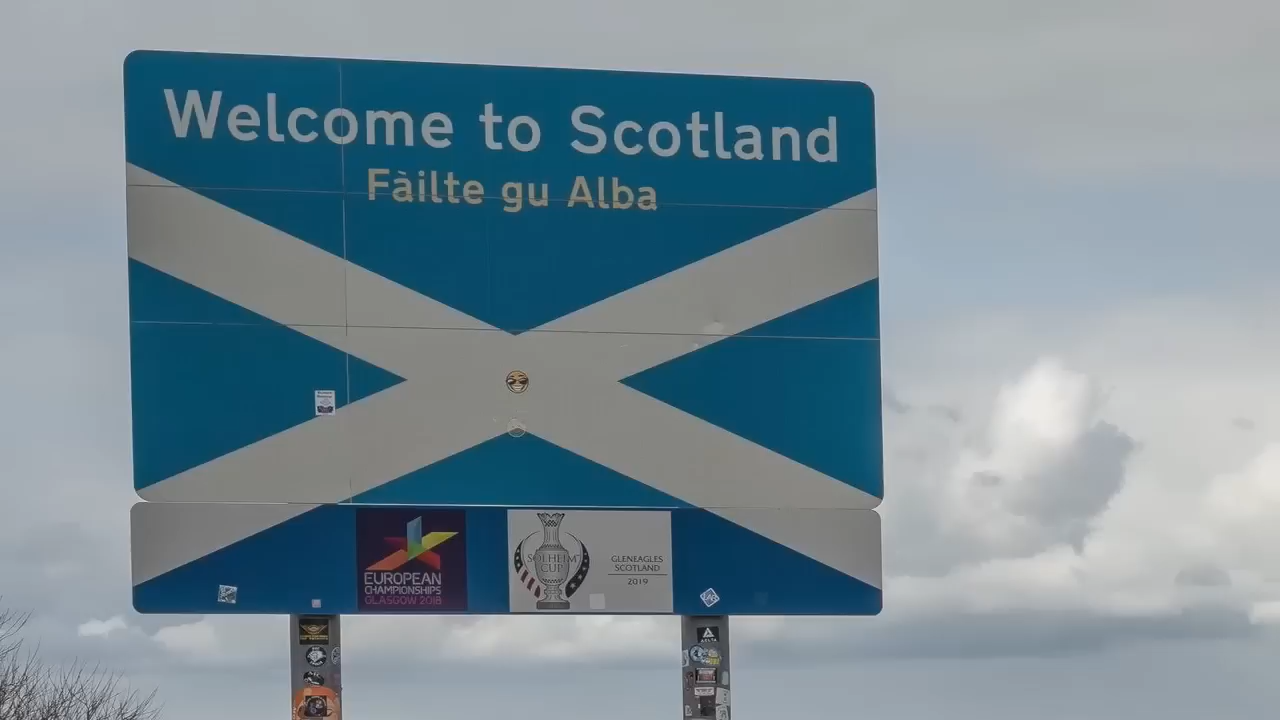 Welcome to Scotland
Fàilte gu Alba
EUROPEAN
CHAMPIONSHIPS
GLASGOW 2018
SOLHEIM
CUP
GLENEAGLES
SCOTLAND
2019